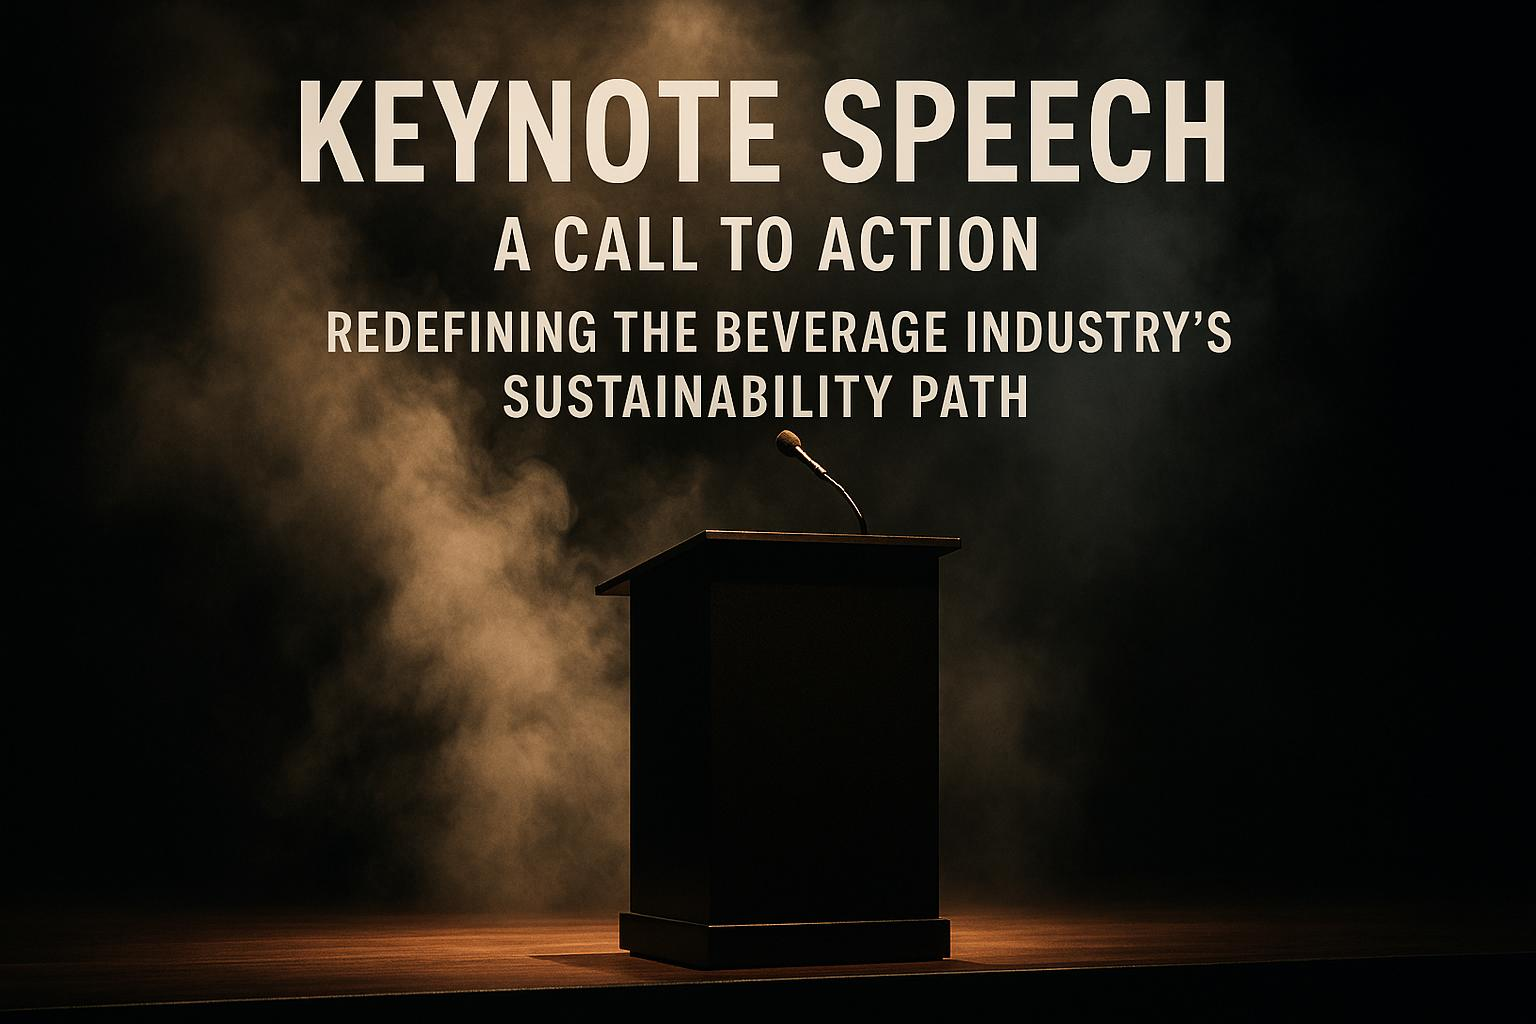 KEYNOTE SPEECH
A CALL TO ACTION
REDEFINING THE BEVERAGE INDUSTRY’S
SUSTAINABILITY PATH